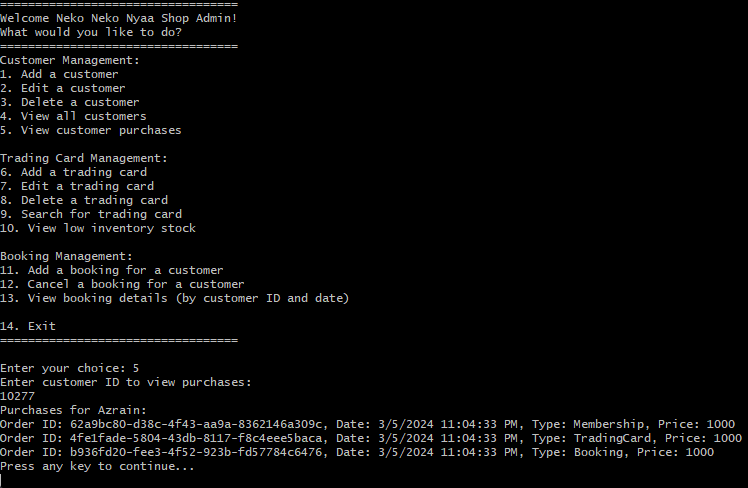 ==================================
Welcome Neko Neko Nyaa Shop Admin!
What would you like to do?
==================================
Customer Management:
1. Add a customer
2. Edit a customer
3. Delete a customer
4. View all customers
5. View customer purchases
Trading Card Management:
6. Add a trading card
7. Edit a trading card
8. Delete a trading card
9. Search for trading card
10. View low inventory stock
Booking Management:
11. Add a booking for a customer
12. Cancel a booking for a customer
13. View booking details (by customer ID and date)
14. Exit
==================================
Enter your choice: 5
Enter customer ID to view purchases:
10277
Purchases for Azrain:
Order ID: 62a9bc80-d38c-4f43-aa9a-8362146a309c, Date: 3/5/2024 11:04:33 PM, Type: Membership, Price: 1000
Order ID: 4fe1fade-5804-43db-8117-f8c4eee5baca, Date: 3/5/2024 11:04:33 PM, Type: TradingCard, Price: 1000
Order ID: b936fd20-fee3-4f52-923b-fd57784c6476, Date: 3/5/2024 11:04:33 PM, Type: Booking, Price: 1000
Press any key to continue...